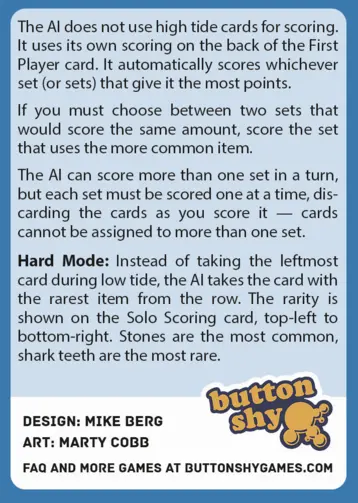 The AI does not use high tide cards for scoring.
It uses its own scoring on the back of the First
Player card. It automatically scores whichever
set (or sets) that give it the most points.
If you must choose between two sets that
would score the same amount, score the set
that uses the more common item.
The AI can score more than one set in a turn,
but each set must be scored one at a time, dis-
carding the cards as you score it — cards
cannot be assigned to more than one set.
Hard Mode: Instead of taking the leftmost
card during low tide, the AI takes the card with
the rarest item from the row. The rarity is
shown on the Solo Scoring card, top-left to
bottom-right. Stones are the most common,
shark teeth are the most rare.
button
shy
DESIGN: MIKE BERG
ART: MARTY COBB
FAQ AND MORE GAMES AT BUTTONSHYGAMES.COM